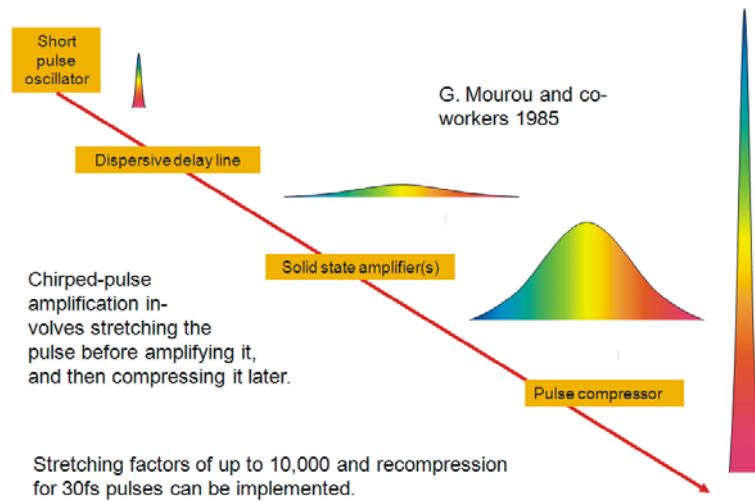 Short
pulse
oscillator
G. Mourou and co-
workers 1985
Dispersive delay line
Solid state amplifier(s)
Chirped-pulse
amplification in-
volves stretching the
pulse before amplifying it,
and then compressing it later.
Pulse compressor
Stretching factors of up to 10,000 and recompression
for 30fs pulses can be implemented.